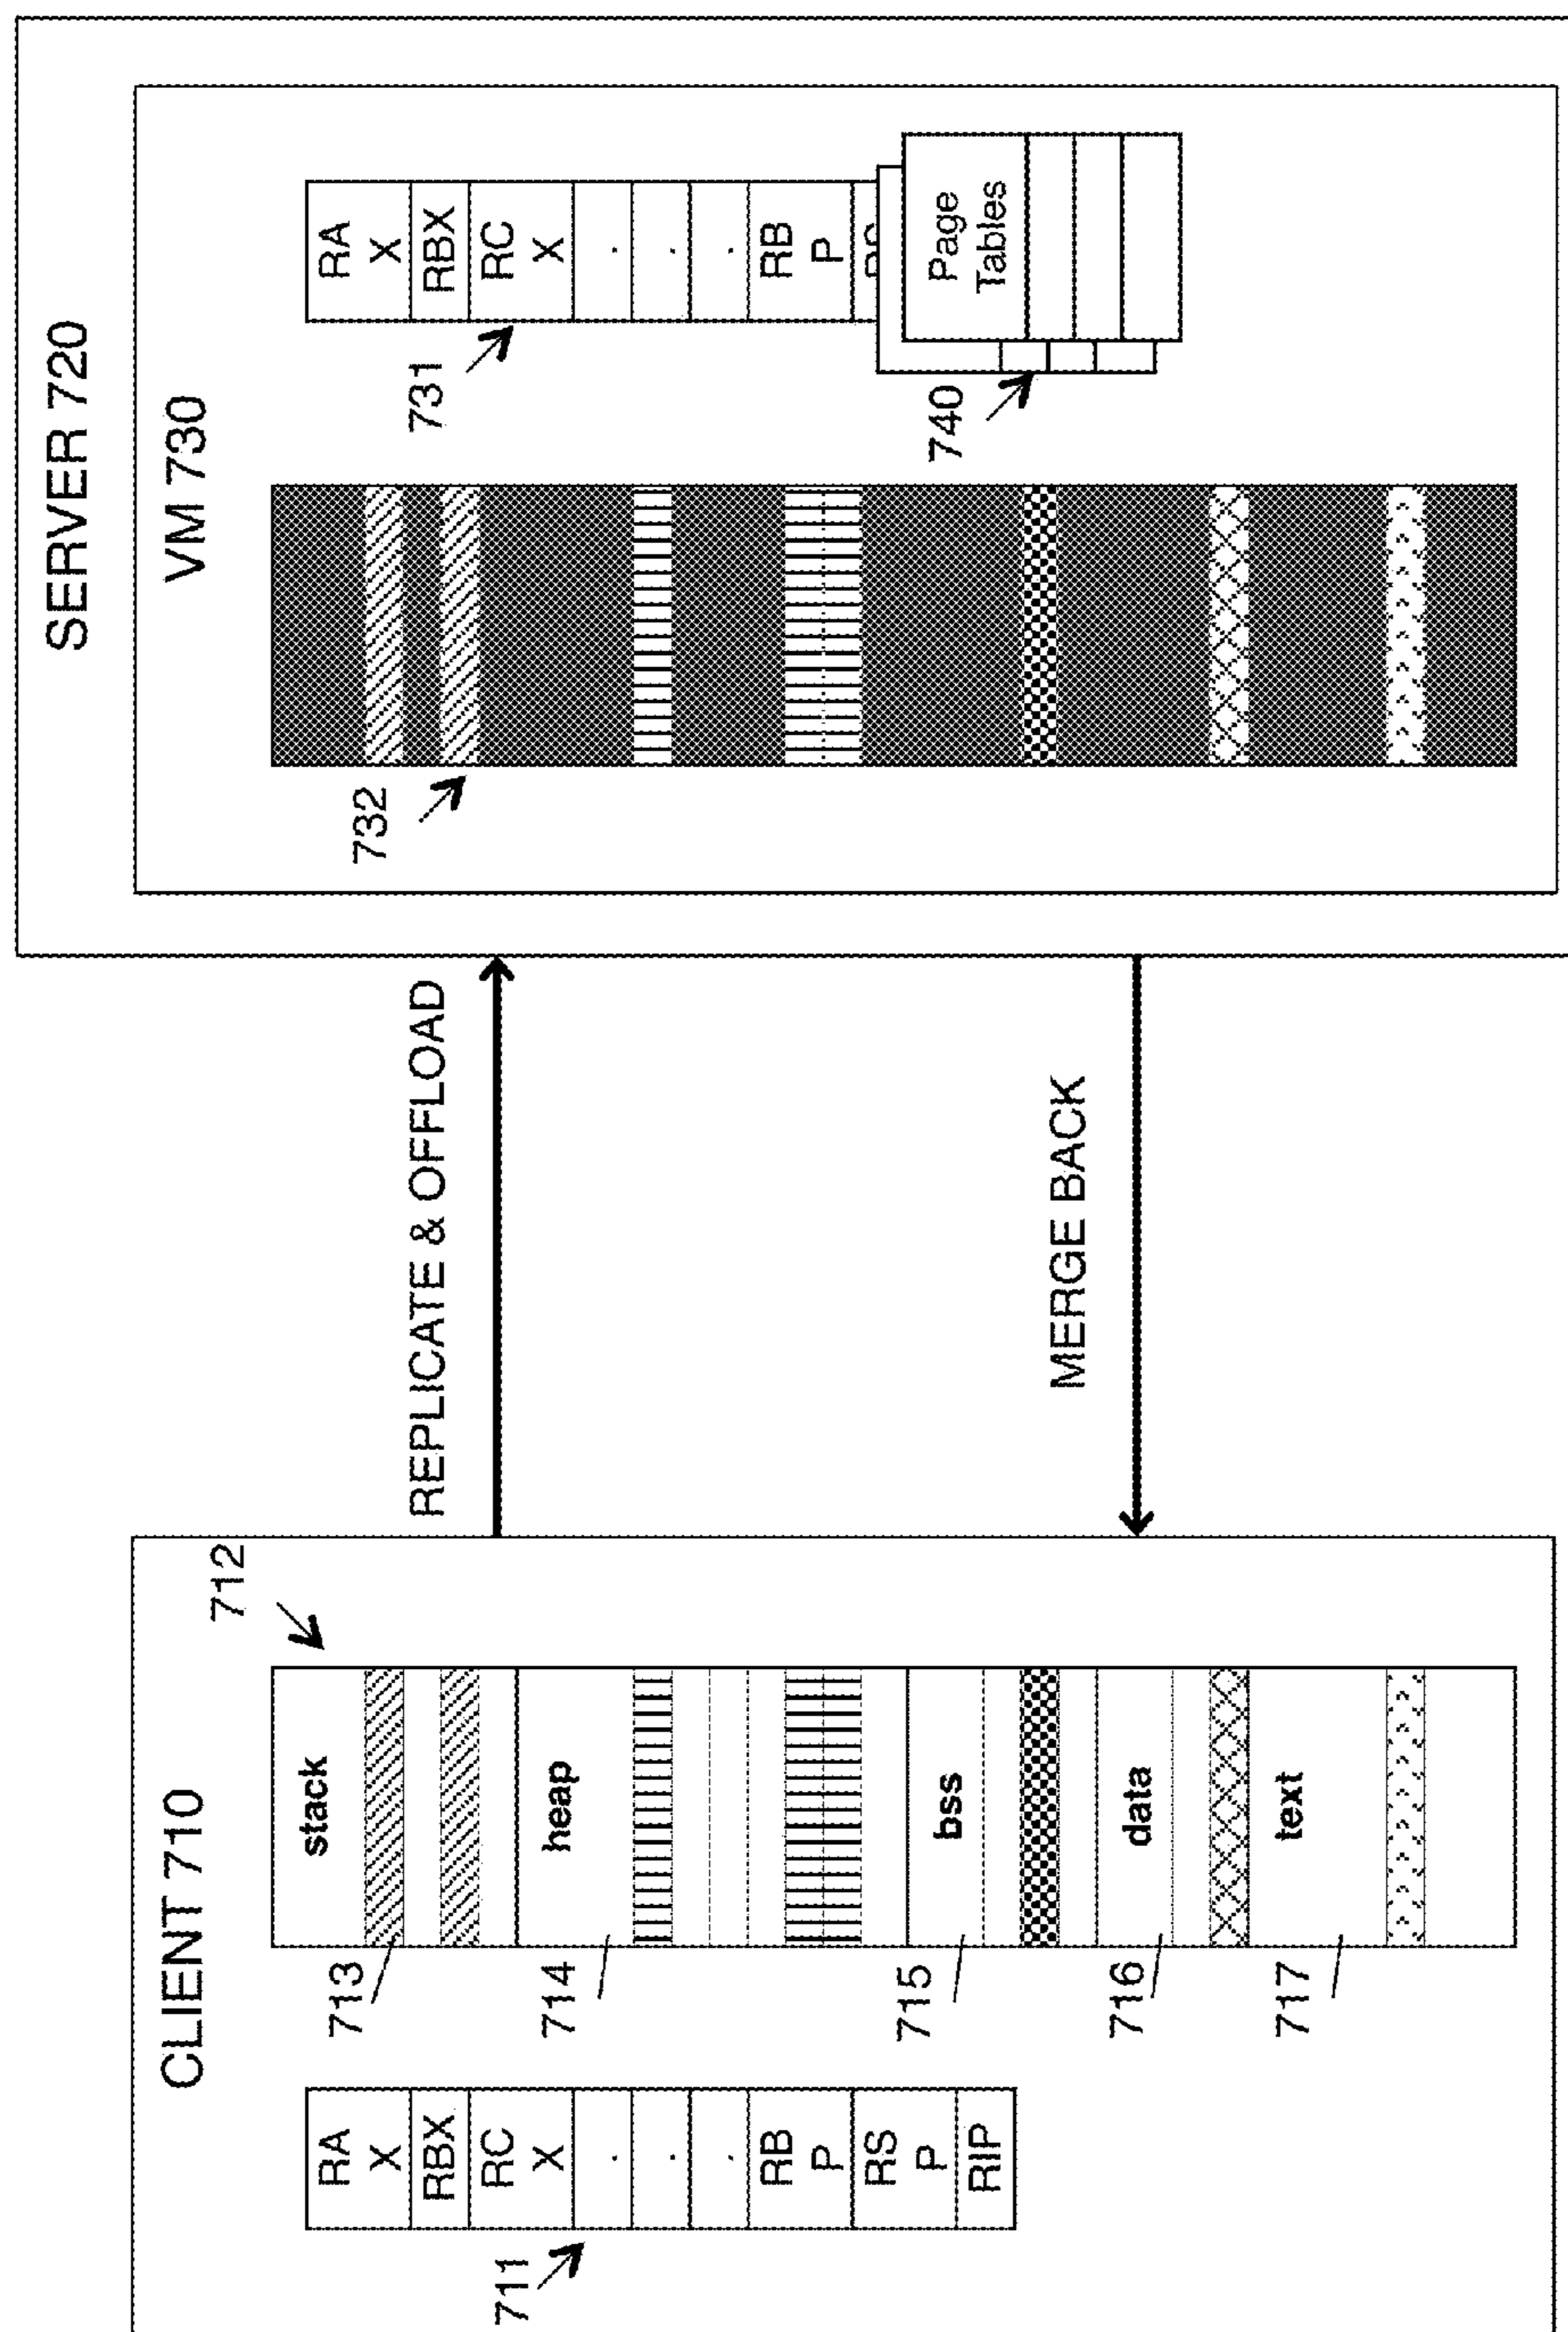 CLIENT 710
711
RA
X
RBX
RC
X
.
.
.
RB
P
RS
P
RIP
712
713
stack
714
heap
715
bss
716
data
717
text
REPLICATE & OFFLOAD
MERGE BACK
SERVER 720
VM 730
732
731
RA
X
RBX
RC
X
.
.
.
RB
P
740
Page
Tables